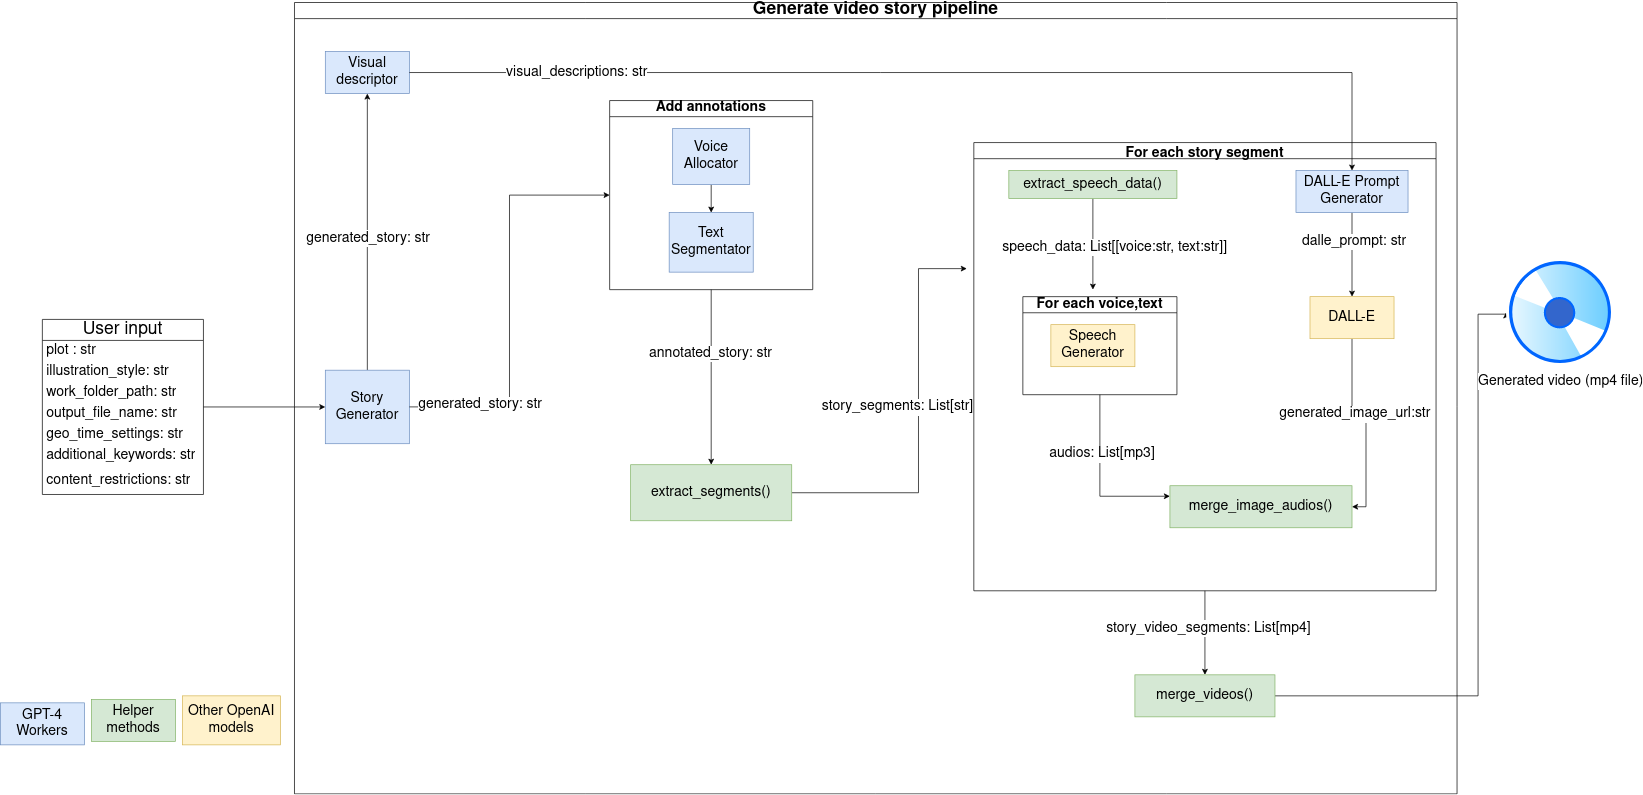 Generate video story pipeline
Visual
descriptor
visual_descriptions: str
Add annotations
Voice
Allocator
Text
Segmentator
generated_story: str
For each story segment
extract_speech_data()
DALL-E Prompt
Generator
speech_data: List[[voice:str, text:str]]
dalle_prompt: str
For each voice,text
Speech
Generator
DALL-E
User input
plot : str
illustration_style: str
work_folder_path: str
output_file_name: str
geo_time_settings: str
additional_keywords: str
content_restrictions: str
Story
Generator
generated_story: str
annotated_story: str
extract_segments()
story_segments: List[str]
generated_image_url:str
audios: List[mp3]
merge_image_audios()
Generated video (mp4 file)
story_video_segments: List[mp4]
merge_videos()
GPT-4
Workers
Helper
methods
Other OpenAI
models